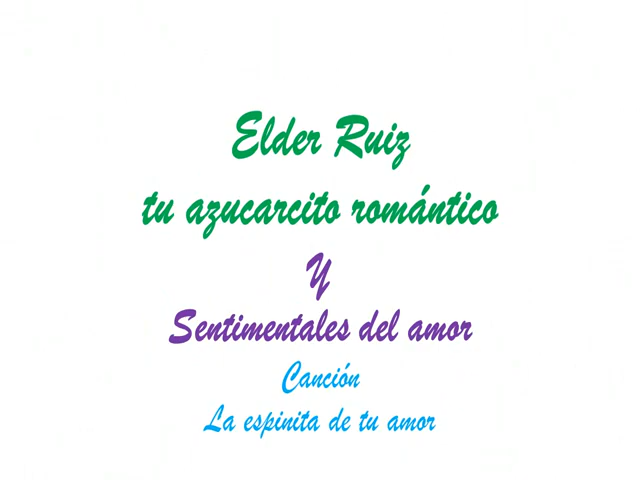 Elder Ruiz
tu azucarcito romántico
Y
Sentimentales del amor
Canción
La espinita de tu amor